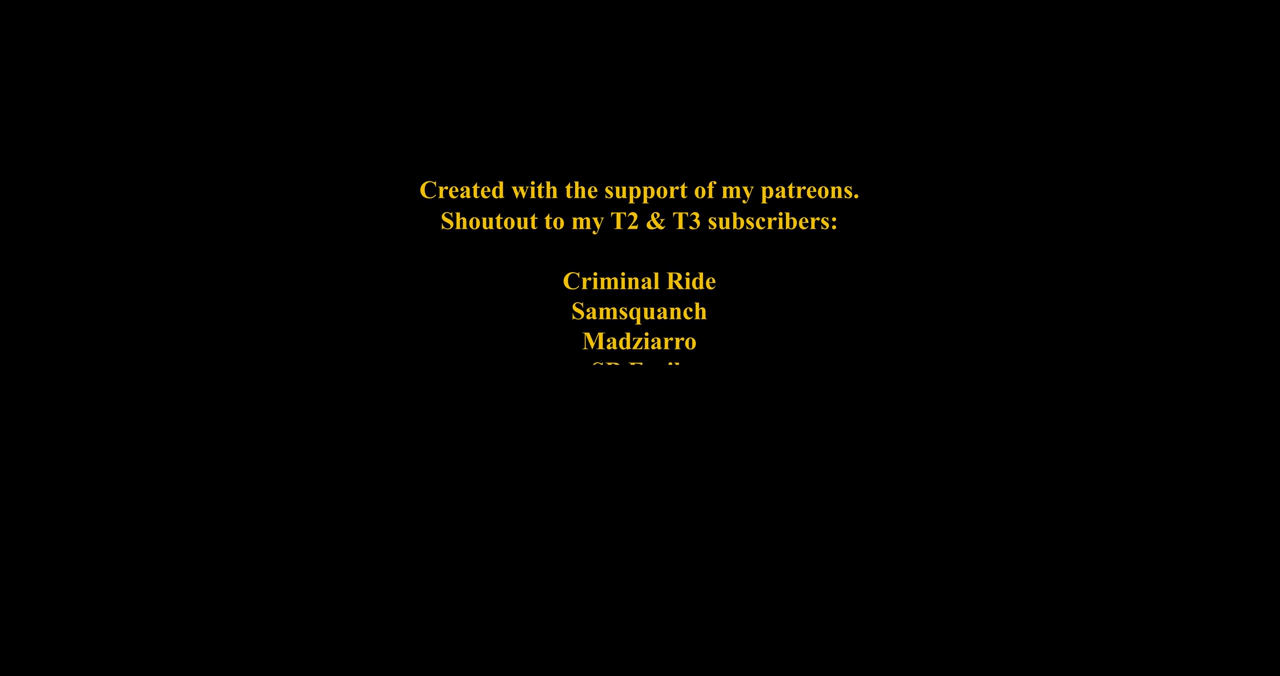 Created with the support of my patreons.
Shoutout to my T2 & T3 subscribers:
Criminal Ride
Samsquanch
Madziarro